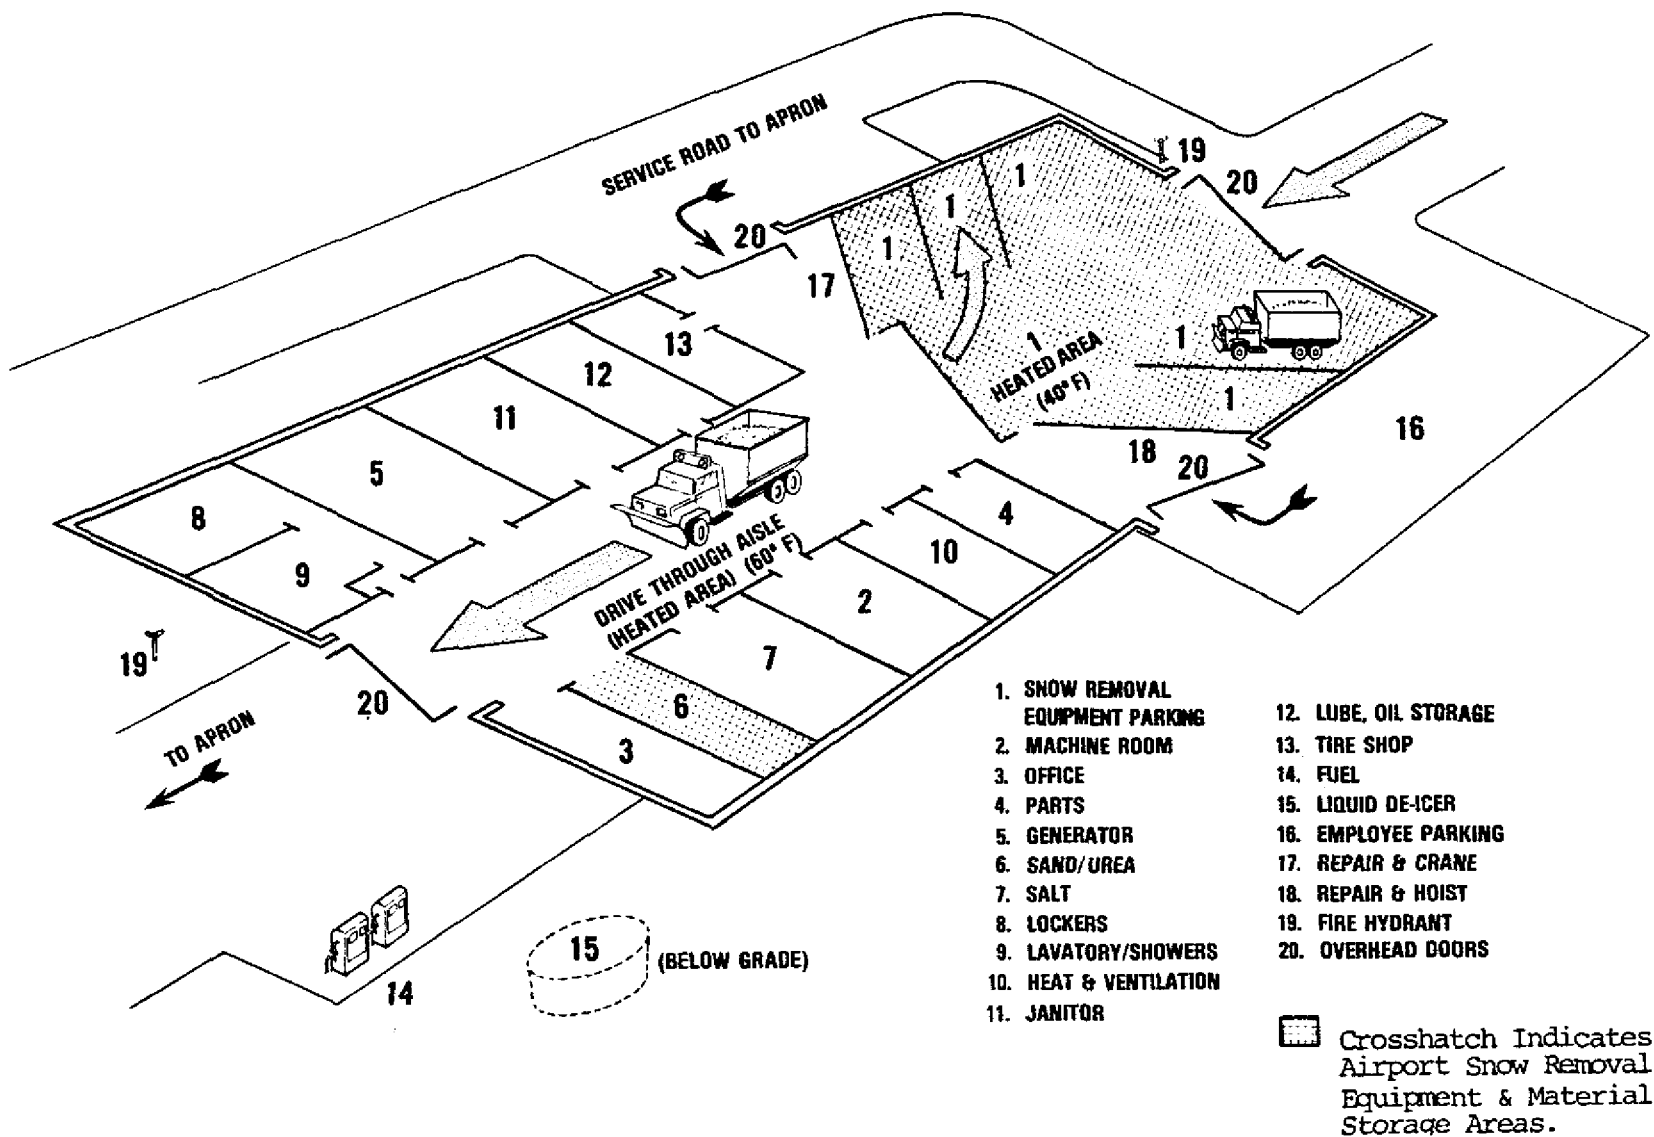 SERVICE ROAD TO APRON
19
20
1
1
1
20
17
1
HEATED AREA
(40° F)
1
1
13
12
11
5
8
9
16
18
20
4
10
2
7
6
3
DRIVE THROUGH AISLE
(HEATED AREA) (60° F)
19
20
TO APRON
14
15
(BELOW GRADE)
1. SNOW REMOVAL
EQUIPMENT PARKING
2. MACHINE ROOM
3. OFFICE
4. PARTS
5. GENERATOR
6. SAND/UREA
7. SALT
8. LOCKERS
9. LAVATORY/SHOWERS
10. HEAT & VENTILATION
11. JANITOR
12. LUBE, OIL STORAGE
13. TIRE SHOP
14. FUEL
15. LIQUID DE-ICER
16. EMPLOYEE PARKING
17. REPAIR & CRANE
18. REPAIR & HOIST
19. FIRE HYDRANT
20. OVERHEAD DOORS
Crosshatch Indicates
Airport Snow Removal
Equipment & Material
Storage Areas.